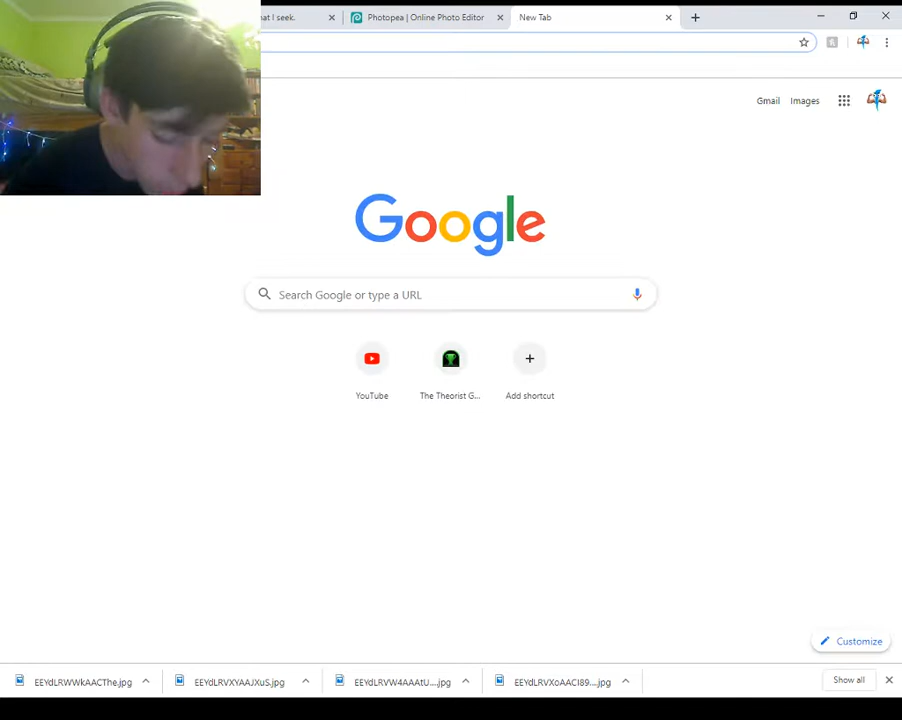 hat I seek.
Photopea | Online Photo Editor
New Tab
Gmail
Images
Google
Search Google or type a URL
YouTube
The Theorist G...
Add shortcut
Customize
EEYdLRWWkAACThe.jpg
EEYdLRVXYAAJXuS.jpg
EEYdLRVW4AAAtU....jpg
EEYdLRVXoAACI89....jpg
Show all